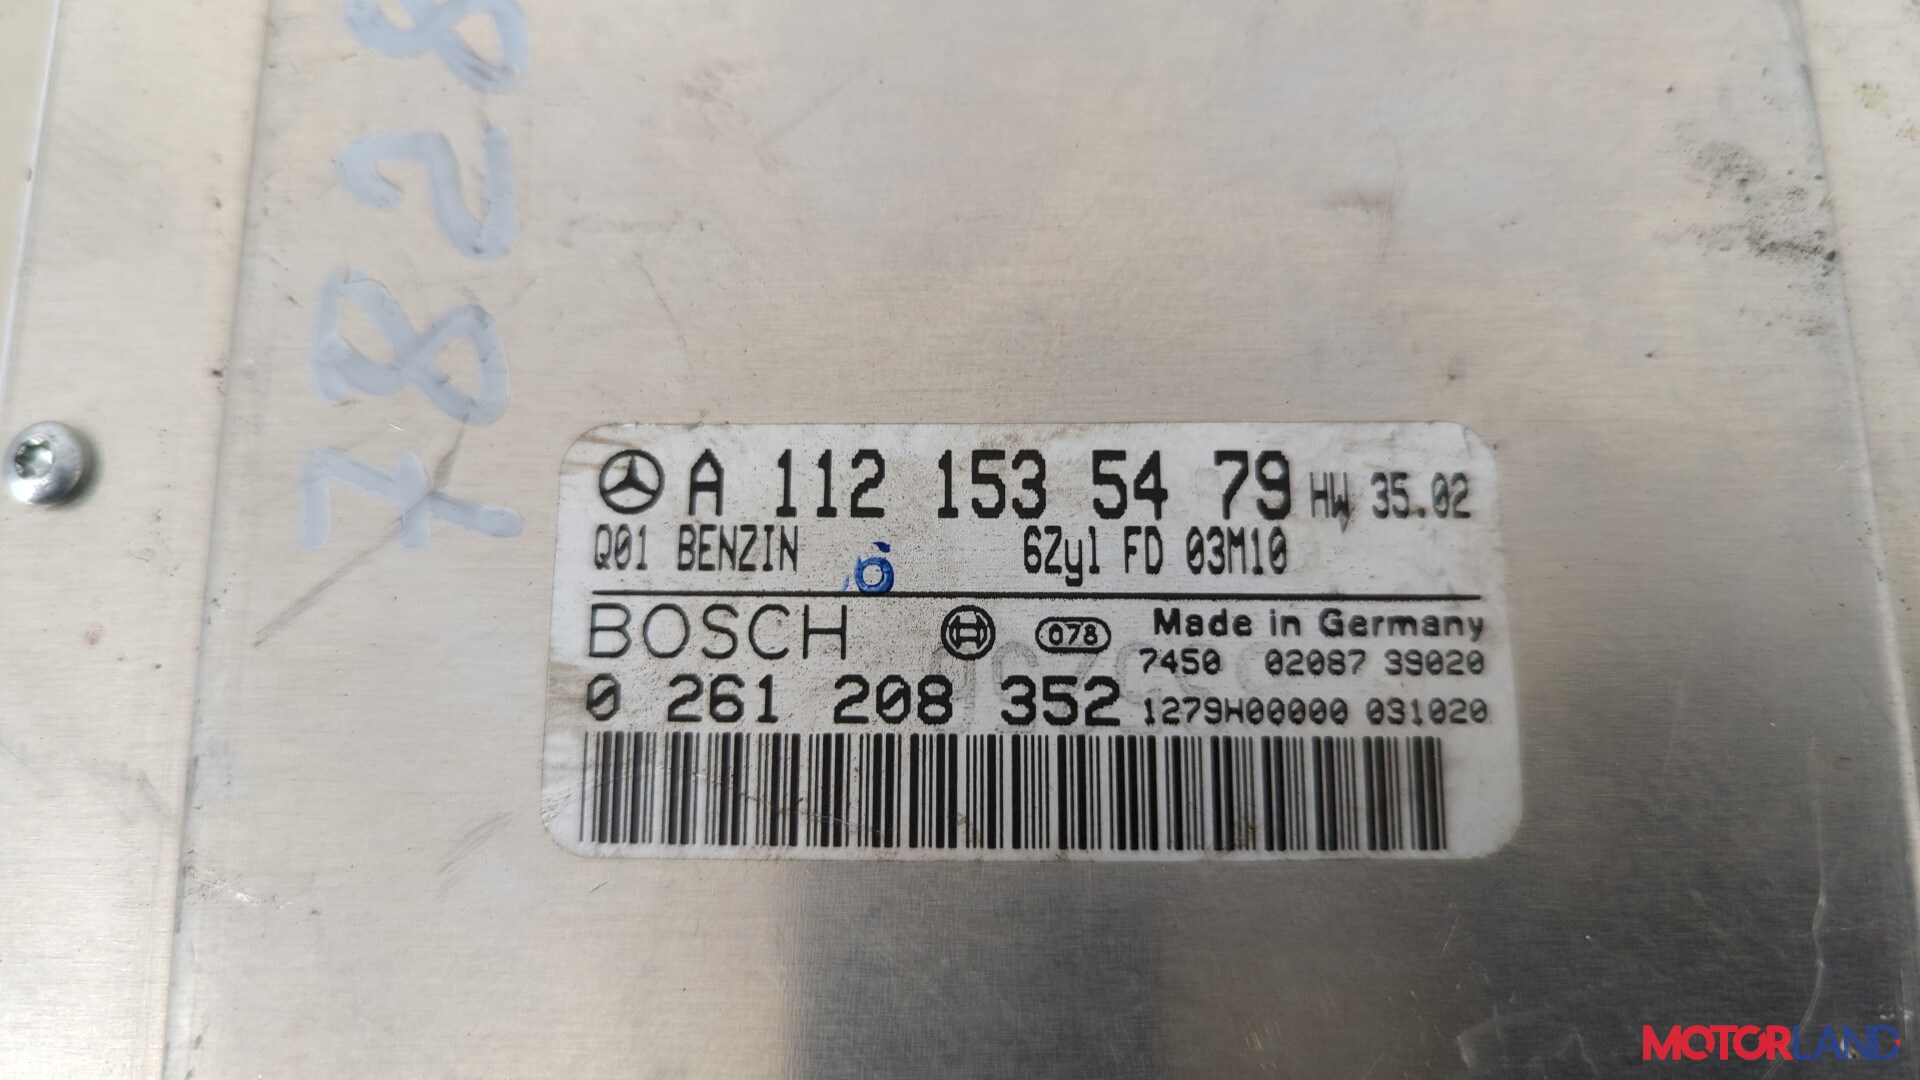 8287
A 112 153 54 79 HW 35.02
Q01 BENZIN 6Zyl FD 03M10
BOSCH 078 Made in Germany
7450 02087 39020
0 261 208 352 1279H00000 031020
MOTORLAND